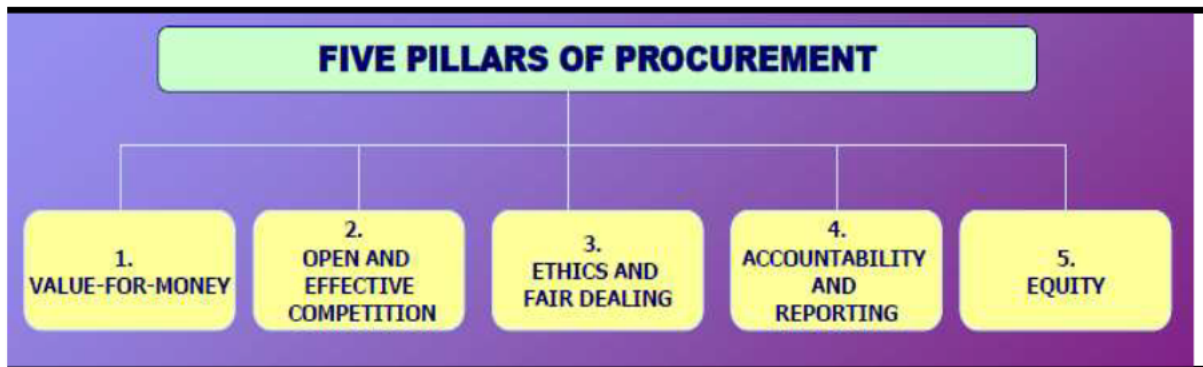 FIVE PILLARS OF PROCUREMENT
1.
VALUE-FOR-MONEY
2.
OPEN AND
EFFECTIVE
COMPETITION
3.
ETHICS AND
FAIR DEALING
4.
ACCOUNTABILITY
AND
REPORTING
5.
EQUITY